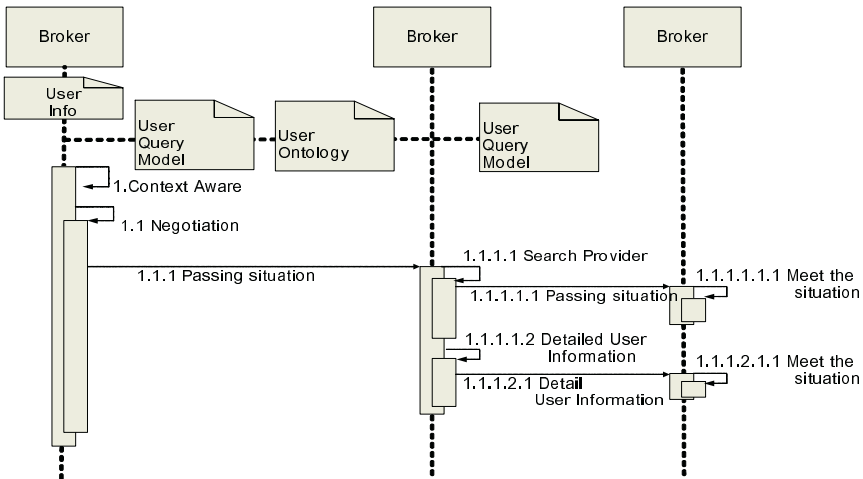 Broker
Broker
Broker
User
Info
User
Query
Model
User
Ontology
User
Query
Model
1.Context Aware
1.1 Negotiation
1.1.1 Passing situation
1.1.1.1 Search Provider
1.1.1.1.1 Passing situation
1.1.1.1.1.1 Meet the
situation
1.1.1.1.2 Detailed User
Information
1.1.1.2.1 Detail
User Information
1.1.1.2.1.1 Meet the
situation